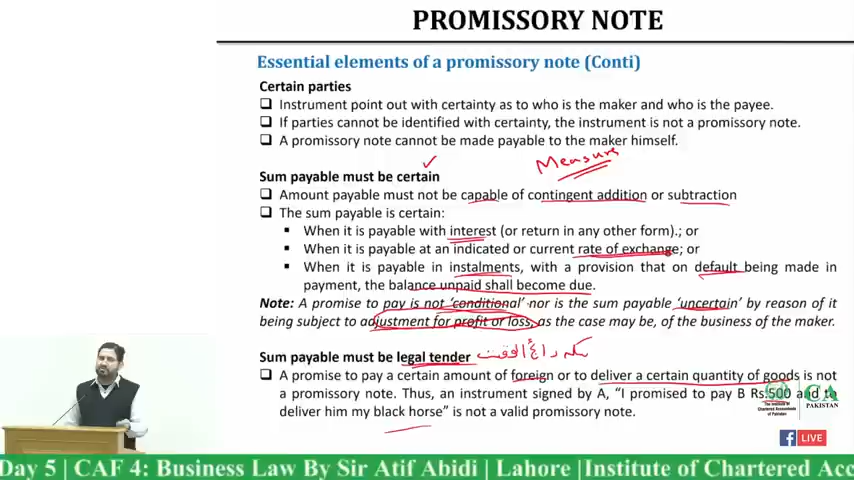 PROMISSORY NOTE
Essential elements of a promissory note (Conti)
Certain parties
❑ Instrument point out with certainty as to who is the maker and who is the payee.
❑ If parties cannot be identified with certainty, the instrument is not a promissory note.
❑ A promissory note cannot be made payable to the maker himself.
Measure
Sum payable must be certain
❑ Amount payable must not be capable of contingent addition or subtraction
❑ The sum payable is certain:
▪ When it is payable with interest (or return in any other form).; or
▪ When it is payable at an indicated or current rate of exchange; or
▪ When it is payable in instalments, with a provision that on default being made in
payment, the balance unpaid shall become due.
Note: A promise to pay is not 'conditional' nor is the sum payable 'uncertain' by reason of it
being subject to adjustment for profit or loss, as the case may be, of the business of the maker.
Sum payable must be legal tender
❑ A promise to pay a certain amount of foreign or to deliver a certain quantity of goods is not
a promissory note. Thus, an instrument signed by A, "I promised to pay B Rs.500 and to
deliver him my black horse" is not a valid promissory note.
The Institute of
Chartered Accountants
of Pakistan
CA
PAKISTAN
LIVE
Day 5 | CAF 4: Business Law By Sir Atif Abidi | Lahore |Institute of Chartered Acc